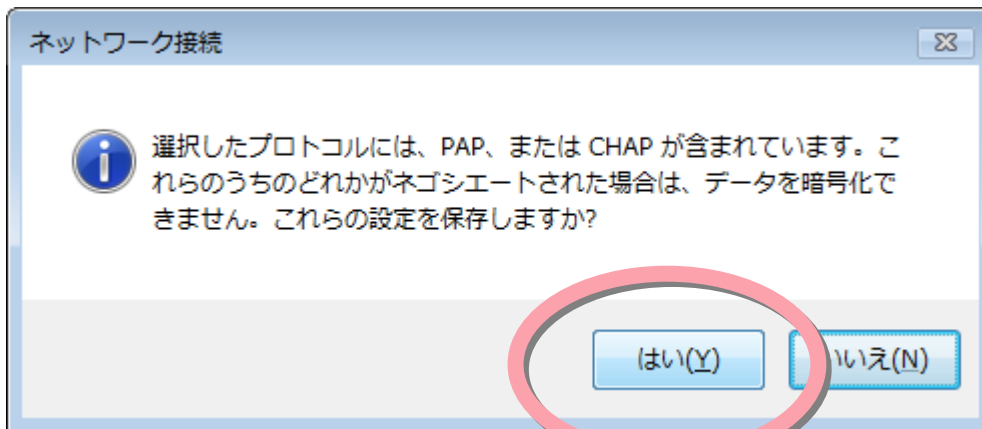 ネットワーク接続
選択したプロトコルには、PAP、または CHAP が含まれています。こ
れらのうちのどれかがネゴシエートされた場合は、データを暗号化で
きません。これらの設定を保存しますか?
はい(Y)
いいえ(N)